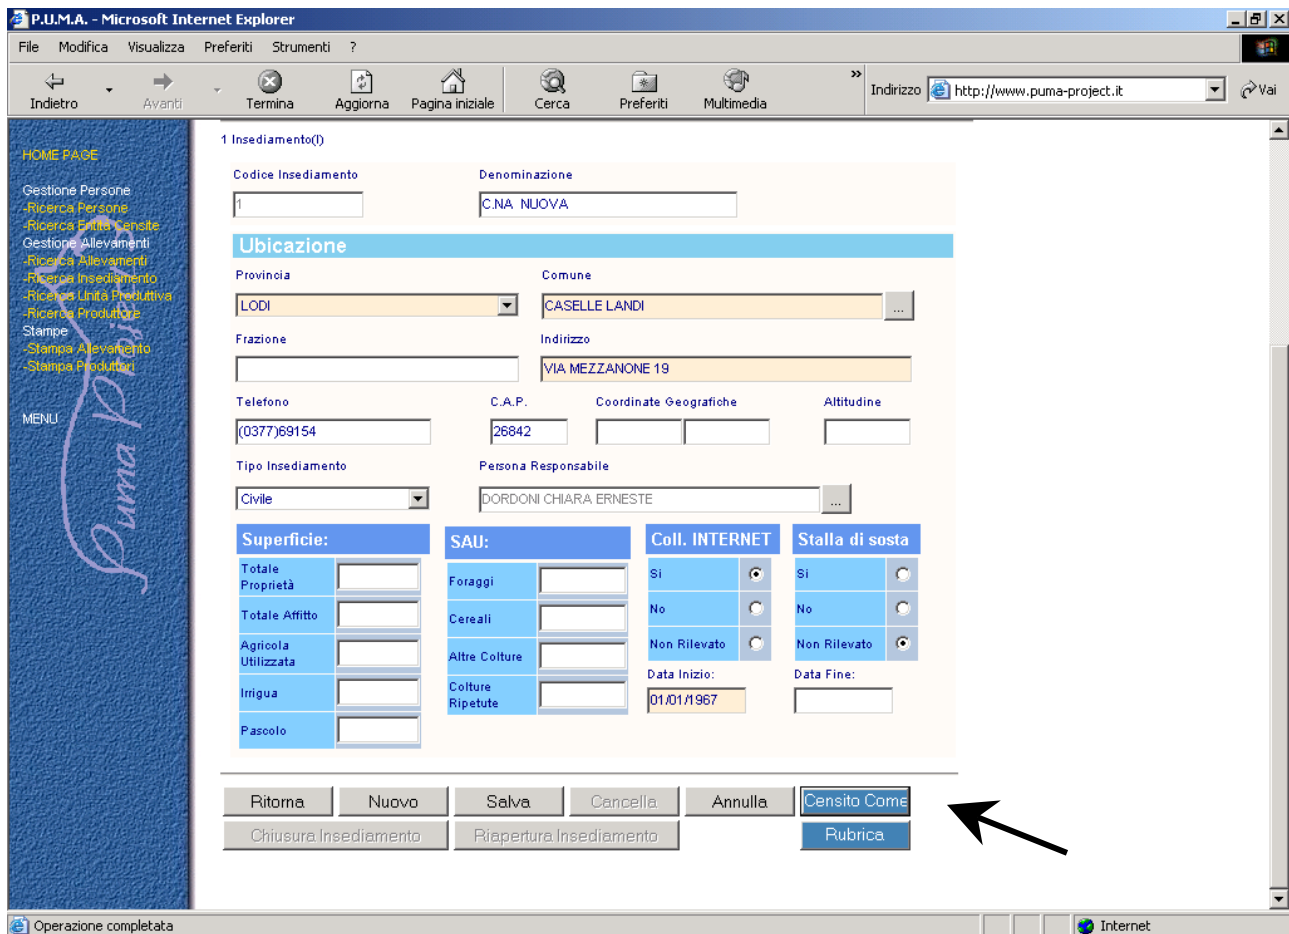 P.U.M.A. - Microsoft Internet Explorer
File Modifica Visualizza Preferiti Strumenti ?
Indietro Avanti Termina Aggiorna Pagina iniziale Cerca Preferiti Multimedia » Indirizzo http://www.puma-project.it Vai
HOME PAGE
Gestione Persone
-Ricerca Persone
-Ricerca Entità Censite
Gestione Allevamenti
-Ricerca Allevamenti
-Ricerca Insediamento
-Ricerca Unità Produttiva
-Ricerca Produttore
Stampe
-Stampa Allevamento
-Stampa Produttori
MENU
Puma Project
1 Insediamento(I)
Codice Insediamento Denominazione
1 C.NA NUOVA
Ubicazione
Provincia Comune
LODI CASELLE LANDI ...
Frazione Indirizzo
VIA MEZZANONE 19
Telefono C.A.P. Coordinate Geografiche Altitudine
(0377)69154 26842
Tipo Insediamento Persona Responsabile
Civile DORDONI CHIARA ERNESTE ...
Superficie:
Totale
Proprietà
Totale Affitto
Agricola
Utilizzata
Irrigua
Pascolo
SAU:
Foraggi
Cereali
Altre Colture
Colture
Ripetute
Coll. INTERNET
Si
No
Non Rilevato
Stalla di sosta
Si
No
Non Rilevato
Data Inizio: Data Fine:
01/01/1967
Ritorna Nuovo Salva Cancella Annulla Censito Come
Chiusura Insediamento Riapertura Insediamento Rubrica
Operazione completata Internet